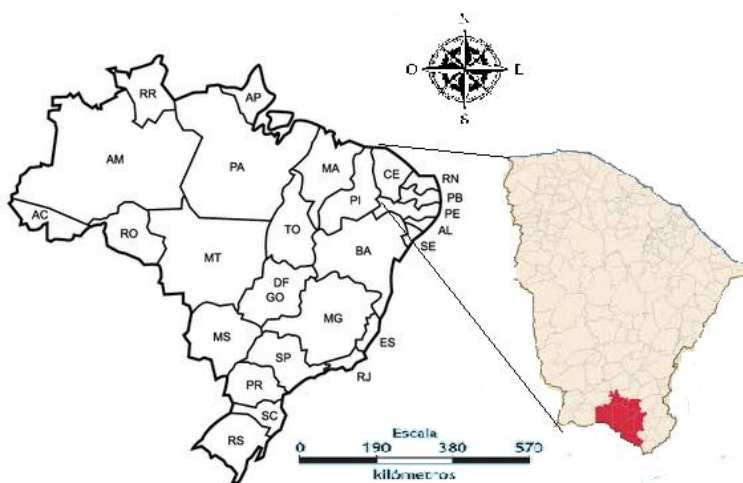 N
O E
S
RR
AP
AM
PA
MA
CE
RN
PB
PI
PE
AC
AL
RO
TO
SE
MT
BA
DF
GO
MG
MS
ES
SP
RJ
PR
SC
RS
Escala
0 190 380 570
kilómetros